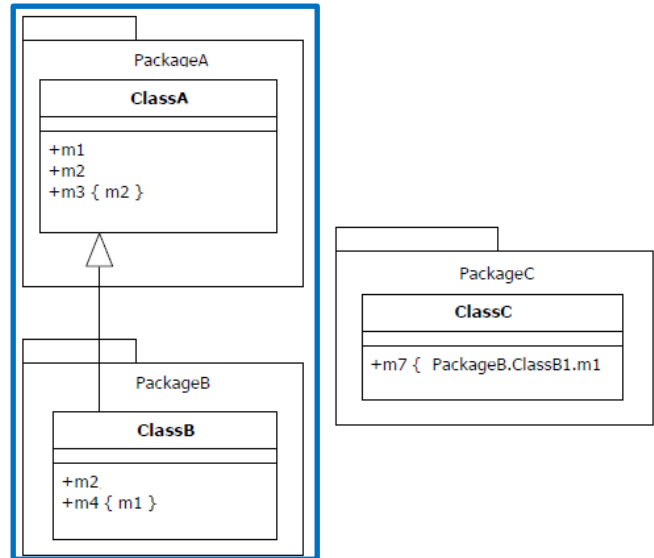 PackageA
ClassA
+m1
+m2
+m3 { m2 }
PackageB
ClassB
+m2
+m4 { m1 }
PackageC
ClassC
+m7 { PackageB.ClassB1.m1